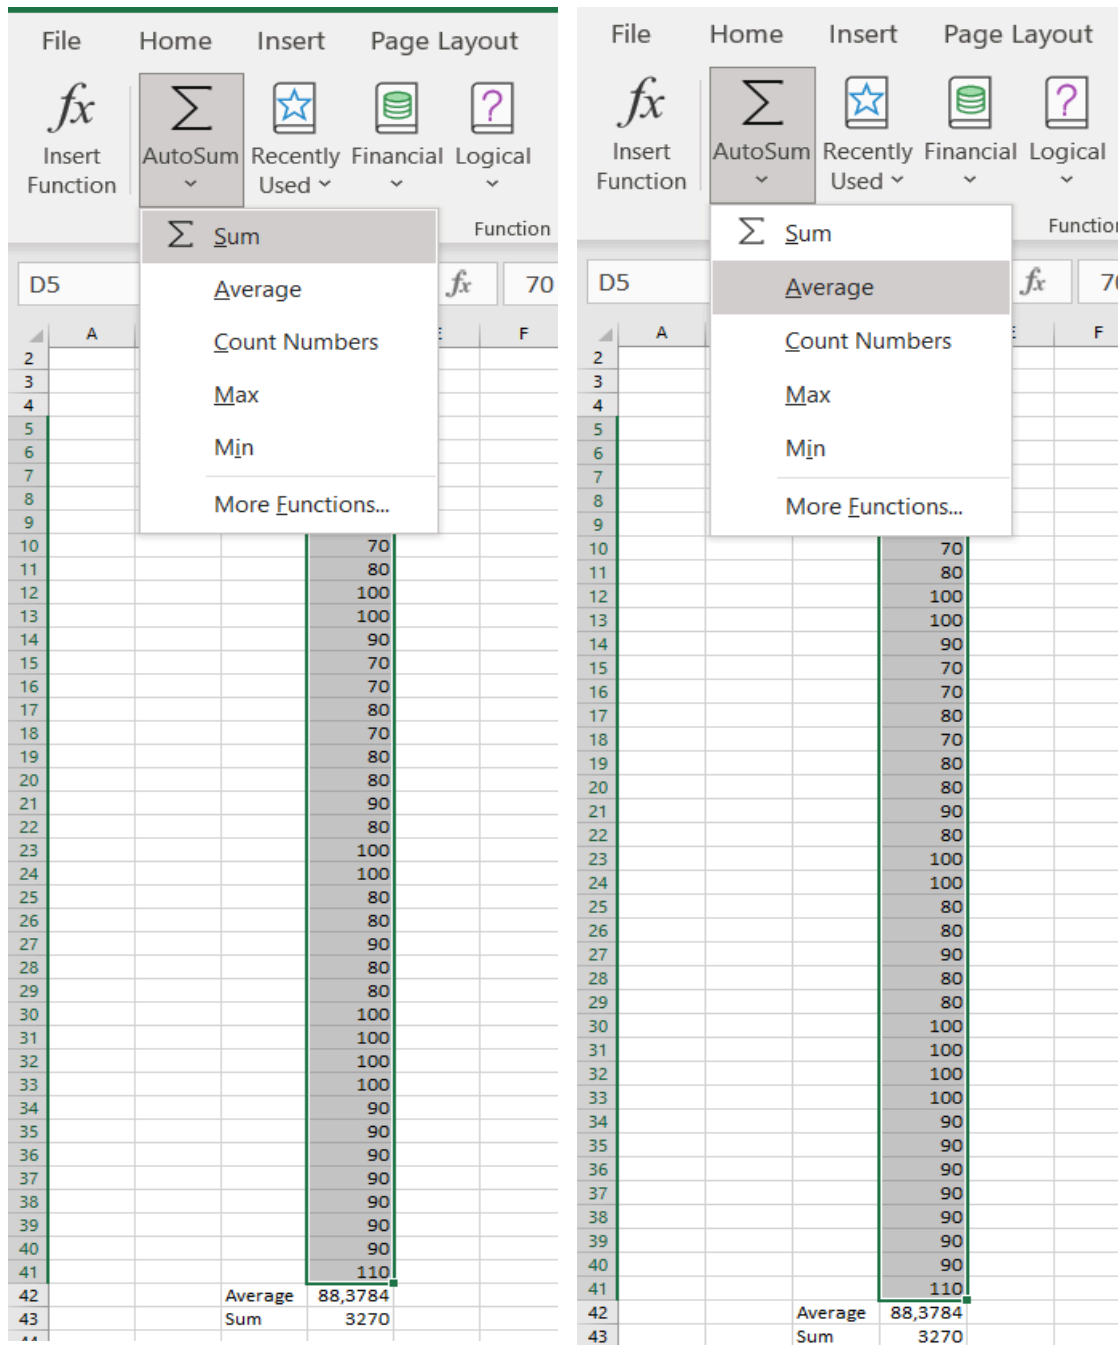 File Home Insert Page Layout
fx
Insert Function
AutoSum
Recently Used
Financial
Logical
Sum
Average
Count Numbers
Max
Min
More Functions...
Function
D5
fx 70
A F
2
3
4
5
6
7
8
9
10 70
11 80
12 100
13 100
14 90
15 70
16 70
17 80
18 70
19 80
20 80
21 90
22 80
23 100
24 100
25 80
26 80
27 90
28 80
29 80
30 100
31 100
32 100
33 100
34 90
35 90
36 90
37 90
38 90
39 90
40 90
41 110
42 Average 88,3784
43 Sum 3270
File Home Insert Page Layout
fx
Insert Function
AutoSum
Recently Used
Financial
Logical
Sum
Average
Count Numbers
Max
Min
More Functions...
D5
fx
A F
2
3
4
5
6
7
8
9
10 70
11 80
12 100
13 100
14 90
15 70
16 70
17 80
18 70
19 80
20 80
21 90
22 80
23 100
24 100
25 80
26 80
27 90
28 80
29 80
30 100
31 100
32 100
33 100
34 90
35 90
36 90
37 90
38 90
39 90
40 90
41 110
42 Average 88,3784
43 Sum 3270